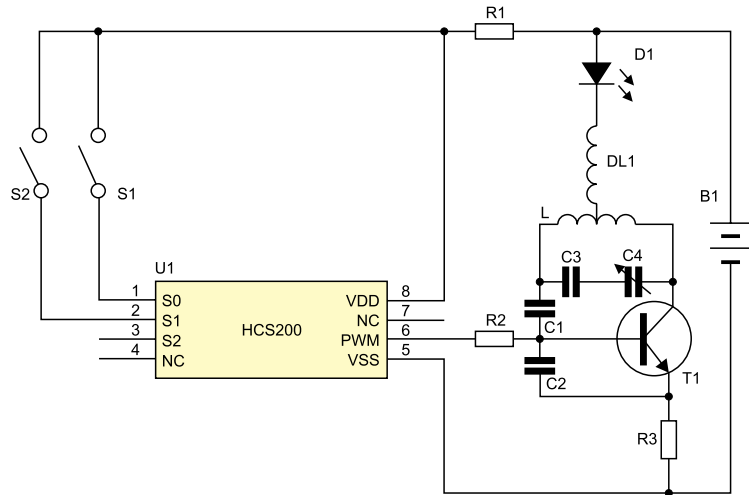 R1
D1
DL1
S2
S1
L
B1
C3
C4
U1
1
S0
VDD
8
2
S1
NC
7
HCS200
3
S2
PWM
6
R2
C1
4
NC
VSS
5
C2
T1
R3